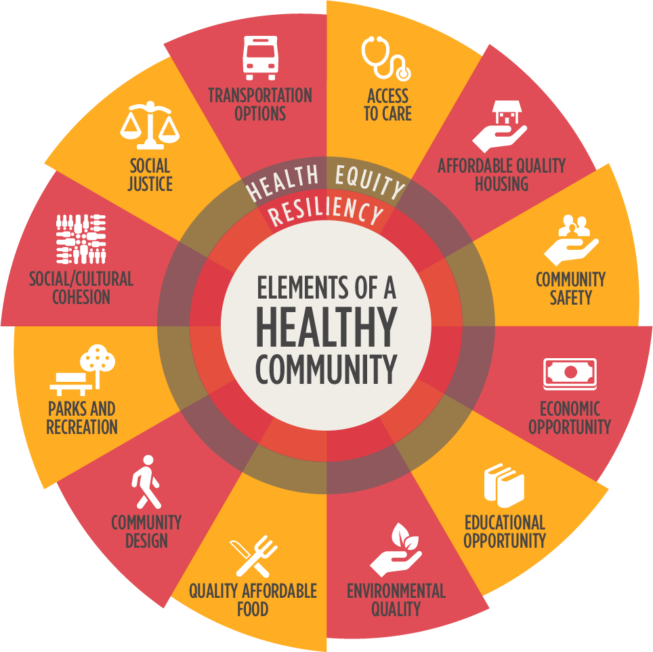 ELEMENTS OF A
HEALTHY
COMMUNITY
HEALTH EQUITY
RESILIENCY
ACCESS
TO CARE
AFFORDABLE QUALITY
HOUSING
COMMUNITY
SAFETY
ECONOMIC
OPPORTUNITY
EDUCATIONAL
OPPORTUNITY
ENVIRONMENTAL
QUALITY
QUALITY AFFORDABLE
FOOD
COMMUNITY
DESIGN
PARKS AND
RECREATION
SOCIAL/CULTURAL
COHESION
SOCIAL
JUSTICE
TRANSPORTATION
OPTIONS